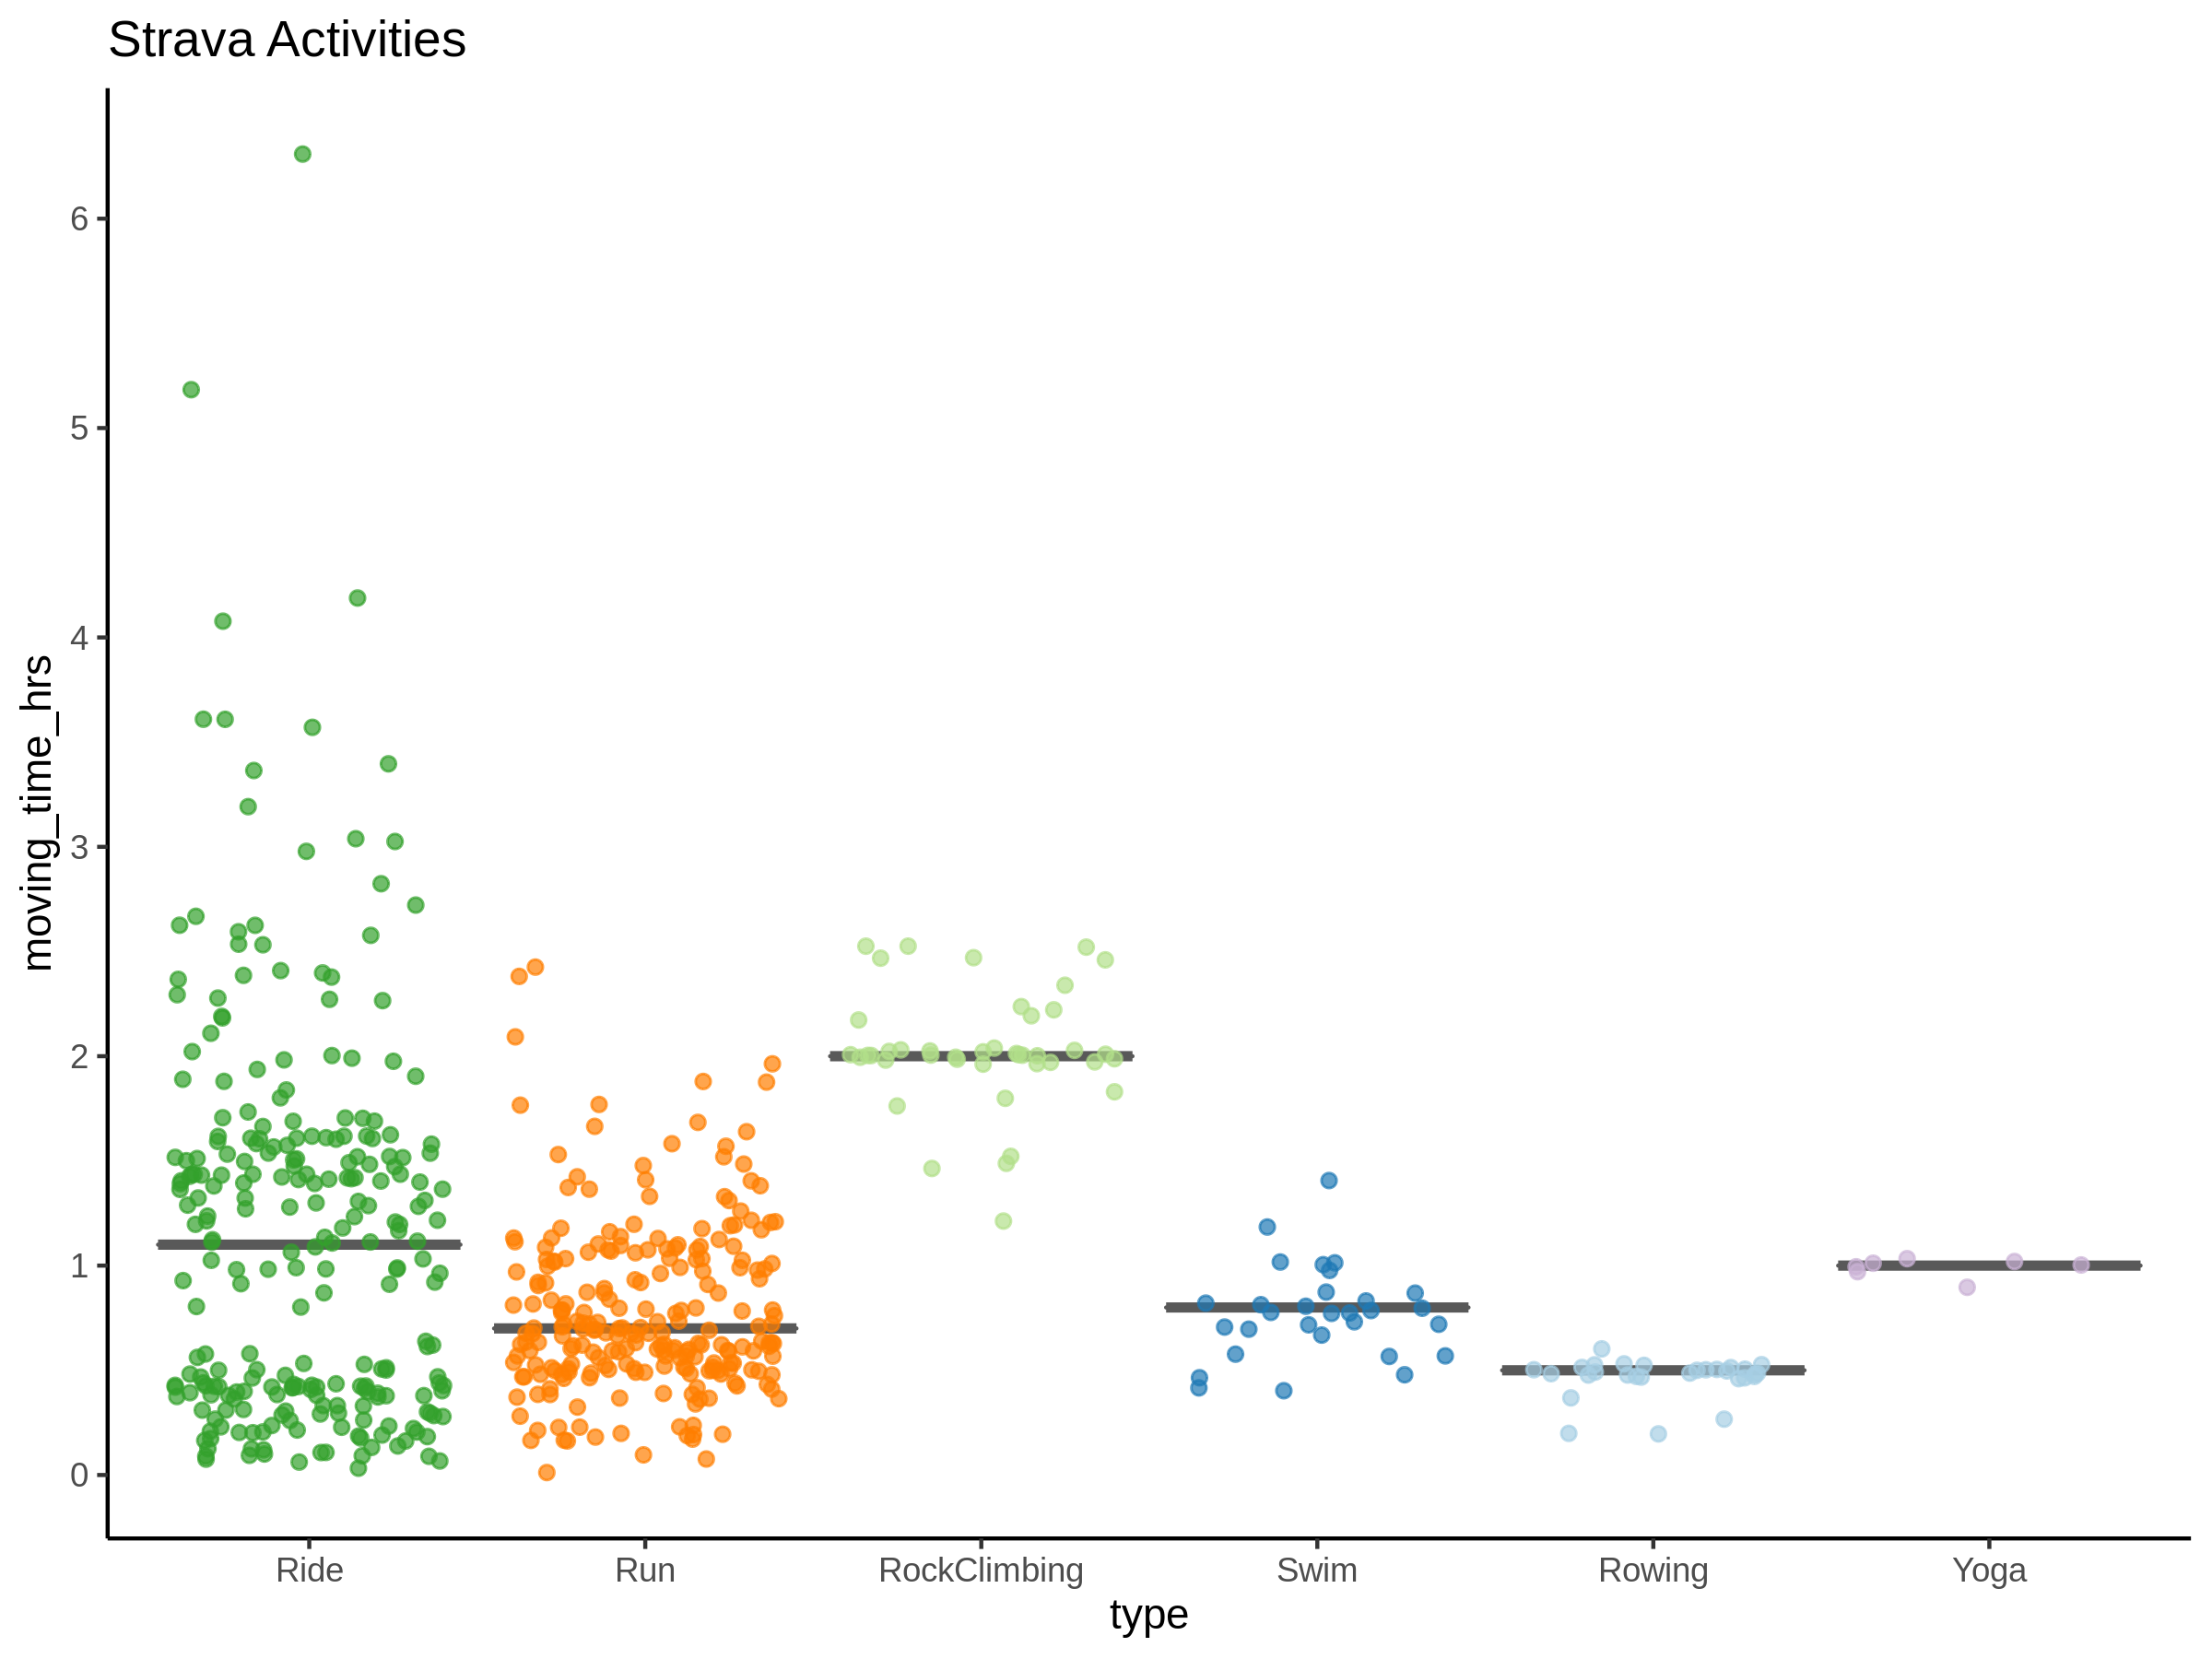 Strava Activities
moving_time_hrs
6
5
4
3
2
1
0
Ride Run RockClimbing Swim Rowing Yoga
type